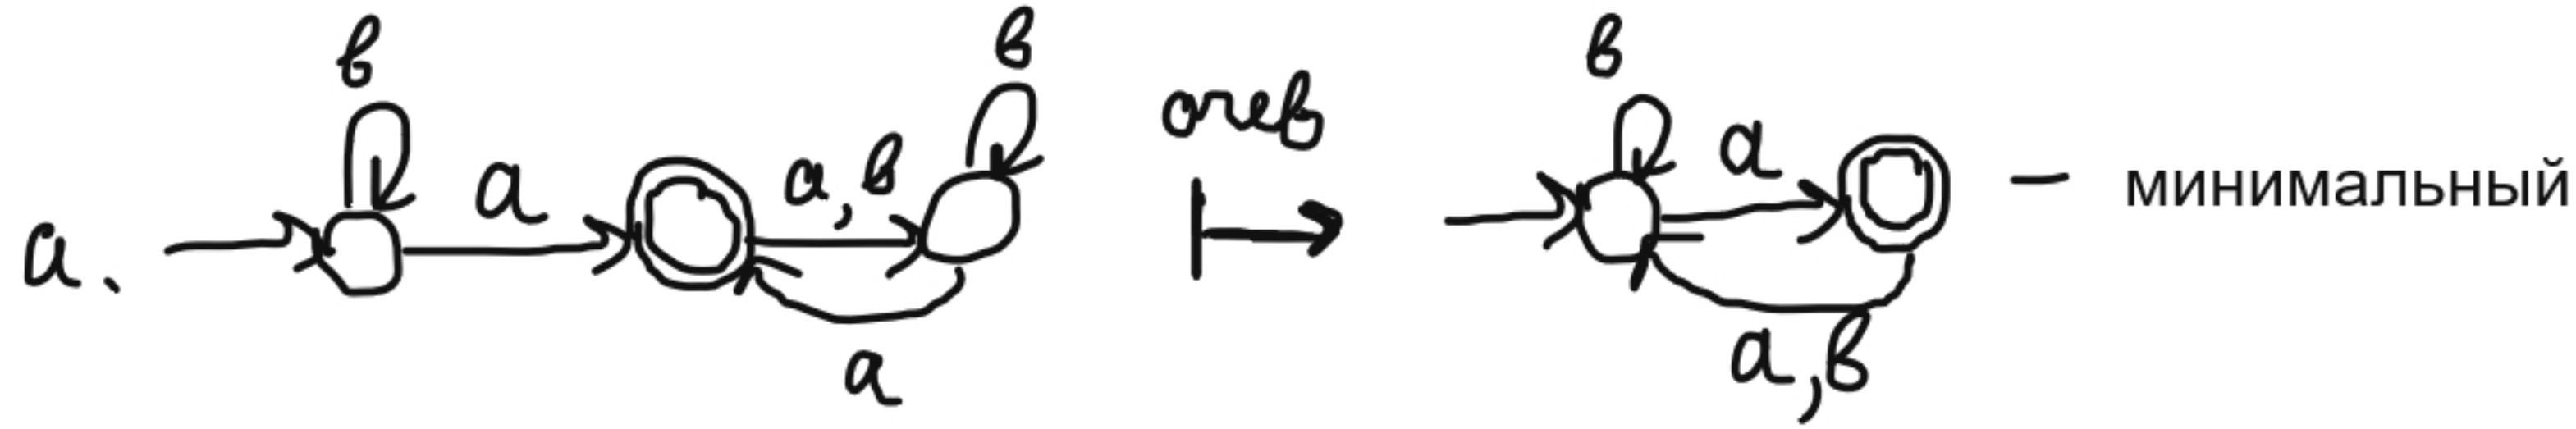 в
в
в
очев
а
а, в
а
— минимальный
а.
а
а, в